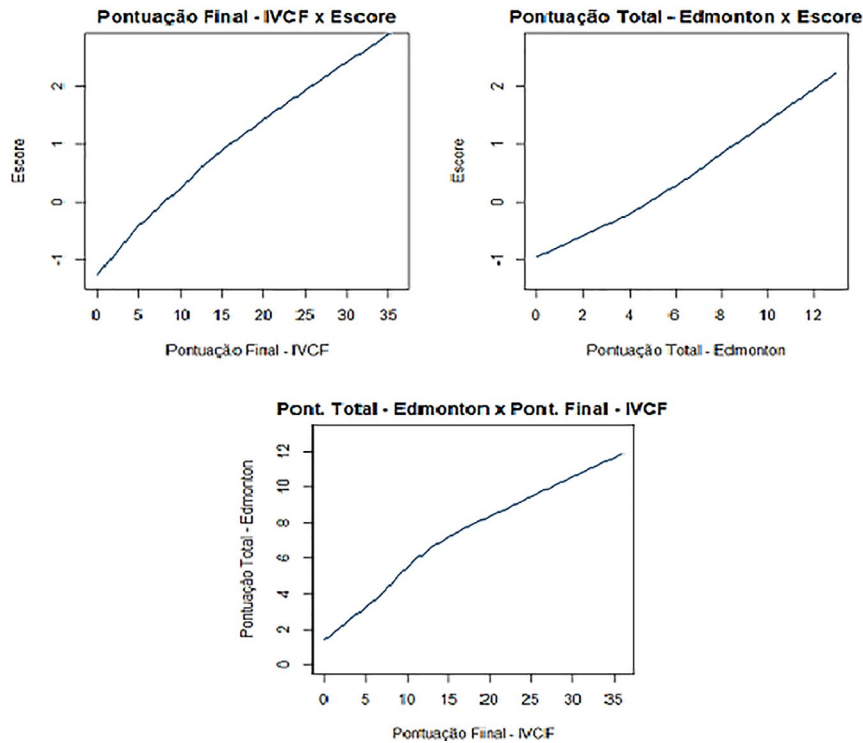 Pontuação Final - IVCF x Escore
Escore
2
1
0
-1
0 5 10 15 20 25 30 35
Pontuação Final - IVCF
Pontuação Total - Edmonton x Escore
Escore
2
1
0
-1
0 2 4 6 8 10 12
Pontuação Total - Edmonton
Pont. Total - Edmonton x Pont. Final - IVCF
Pontuação Total - Edmonton
12
10
8
6
4
2
0
0 5 10 15 20 25 30 35
Pontuação Final - IVCF